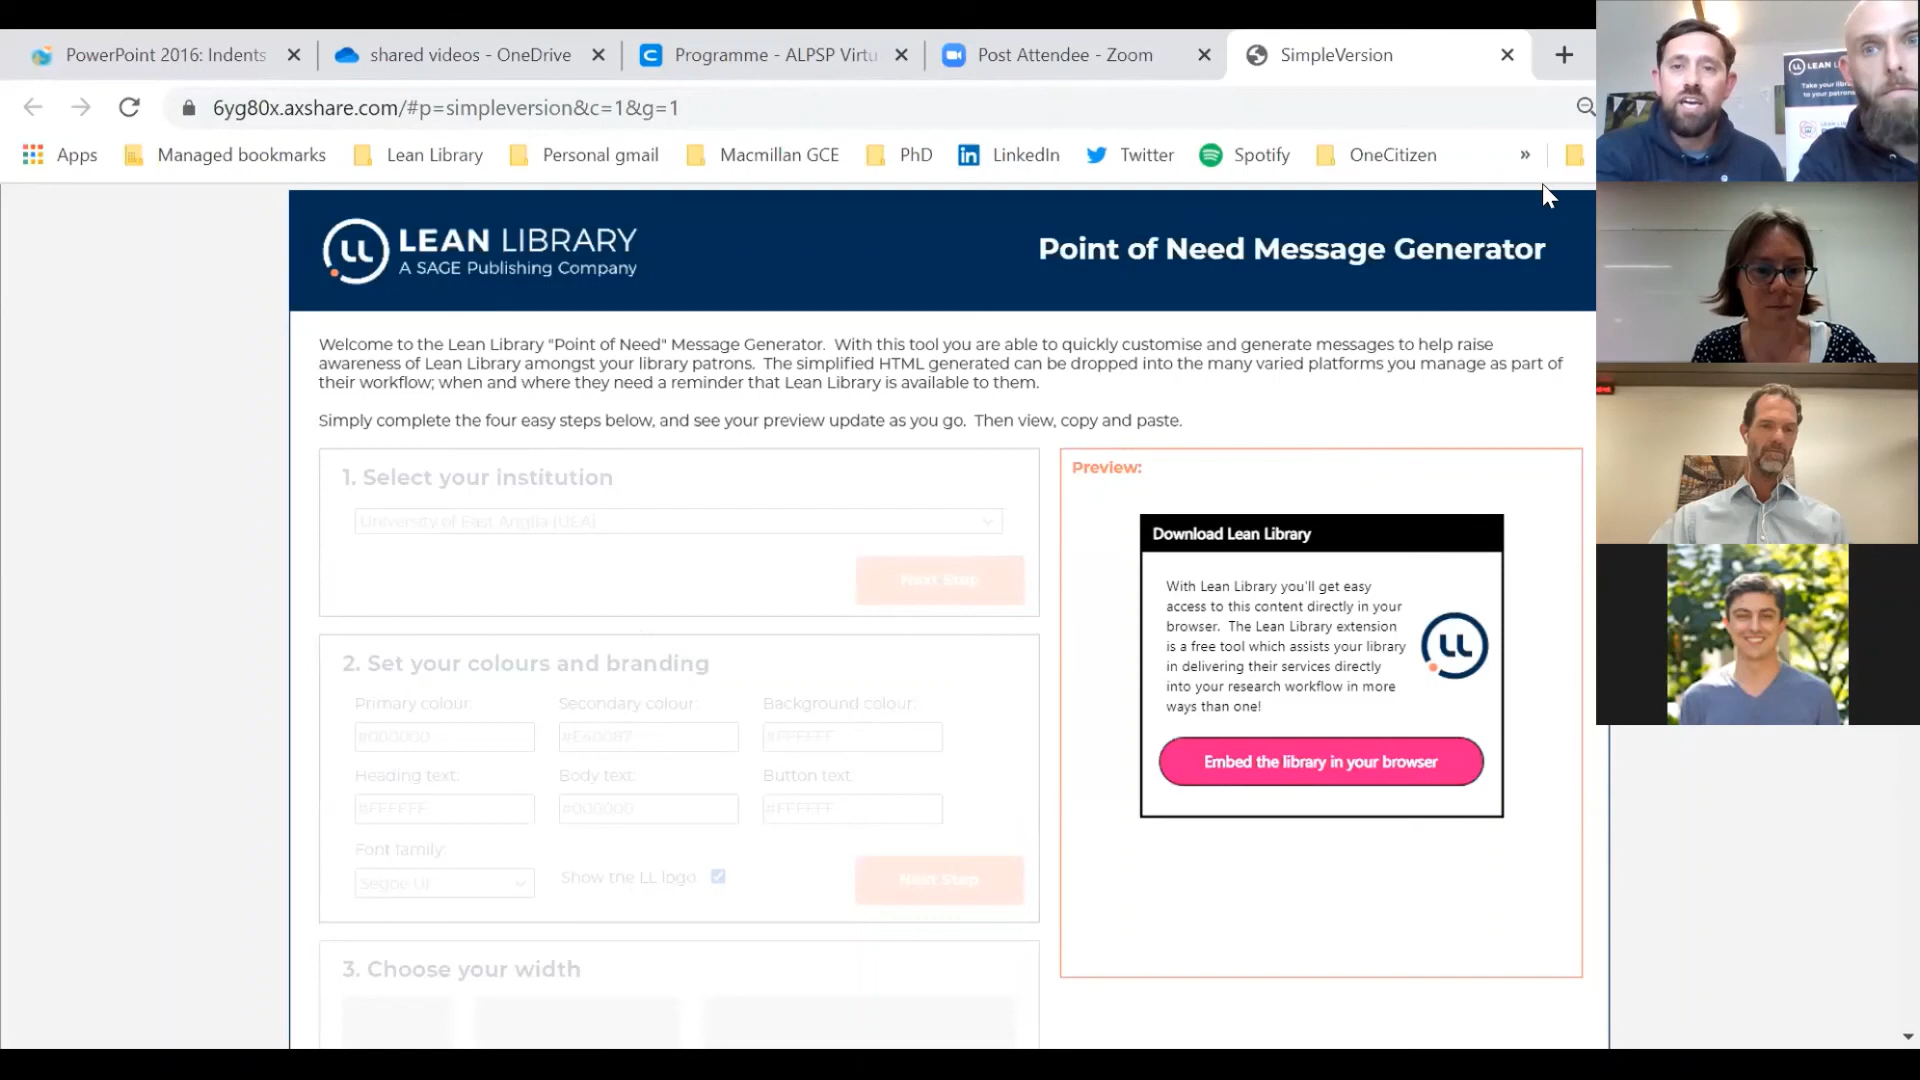 PowerPoint 2016: Indents
shared videos - OneDrive
Programme - ALPSP Virtu
Post Attendee - Zoom
SimpleVersion
6yg80x.axshare.com/#p=simpleversion&c=1&g=1
Apps
Managed bookmarks
Lean Library
Personal gmail
Macmillan GCE
PhD
LinkedIn
Twitter
Spotify
OneCitizen
»
LEAN LIBRARY
A SAGE Publishing Company
Point of Need Message Generator
Welcome to the Lean Library "Point of Need" Message Generator. With this tool you are able to quickly customise and generate messages to help raise
awareness of Lean Library amongst your library patrons. The simplified HTML generated can be dropped into the many varied platforms you manage as part of
their workflow; when and where they need a reminder that Lean Library is available to them.
Simply complete the four easy steps below, and see your preview update as you go. Then view, copy and paste.
1. Select your institution
University of East Anglia (UEA)
Next Step
2. Set your colours and branding
Primary colour:
Secondary colour:
Background colour:
#000000
#E40087
#FFFFFF
Heading text:
Body text:
Button text:
#FFFFFF
#000000
#FFFFFF
Font family:
Segoe UI
Show the LL logo
Next Step
3. Choose your width
Preview:
Download Lean Library
With Lean Library you'll get easy
access to this content directly in your
browser. The Lean Library extension
is a free tool which assists your library
in delivering their services directly
into your research workflow in more
ways than one!
Embed the library in your browser
LEAN
Take your
to your patrons